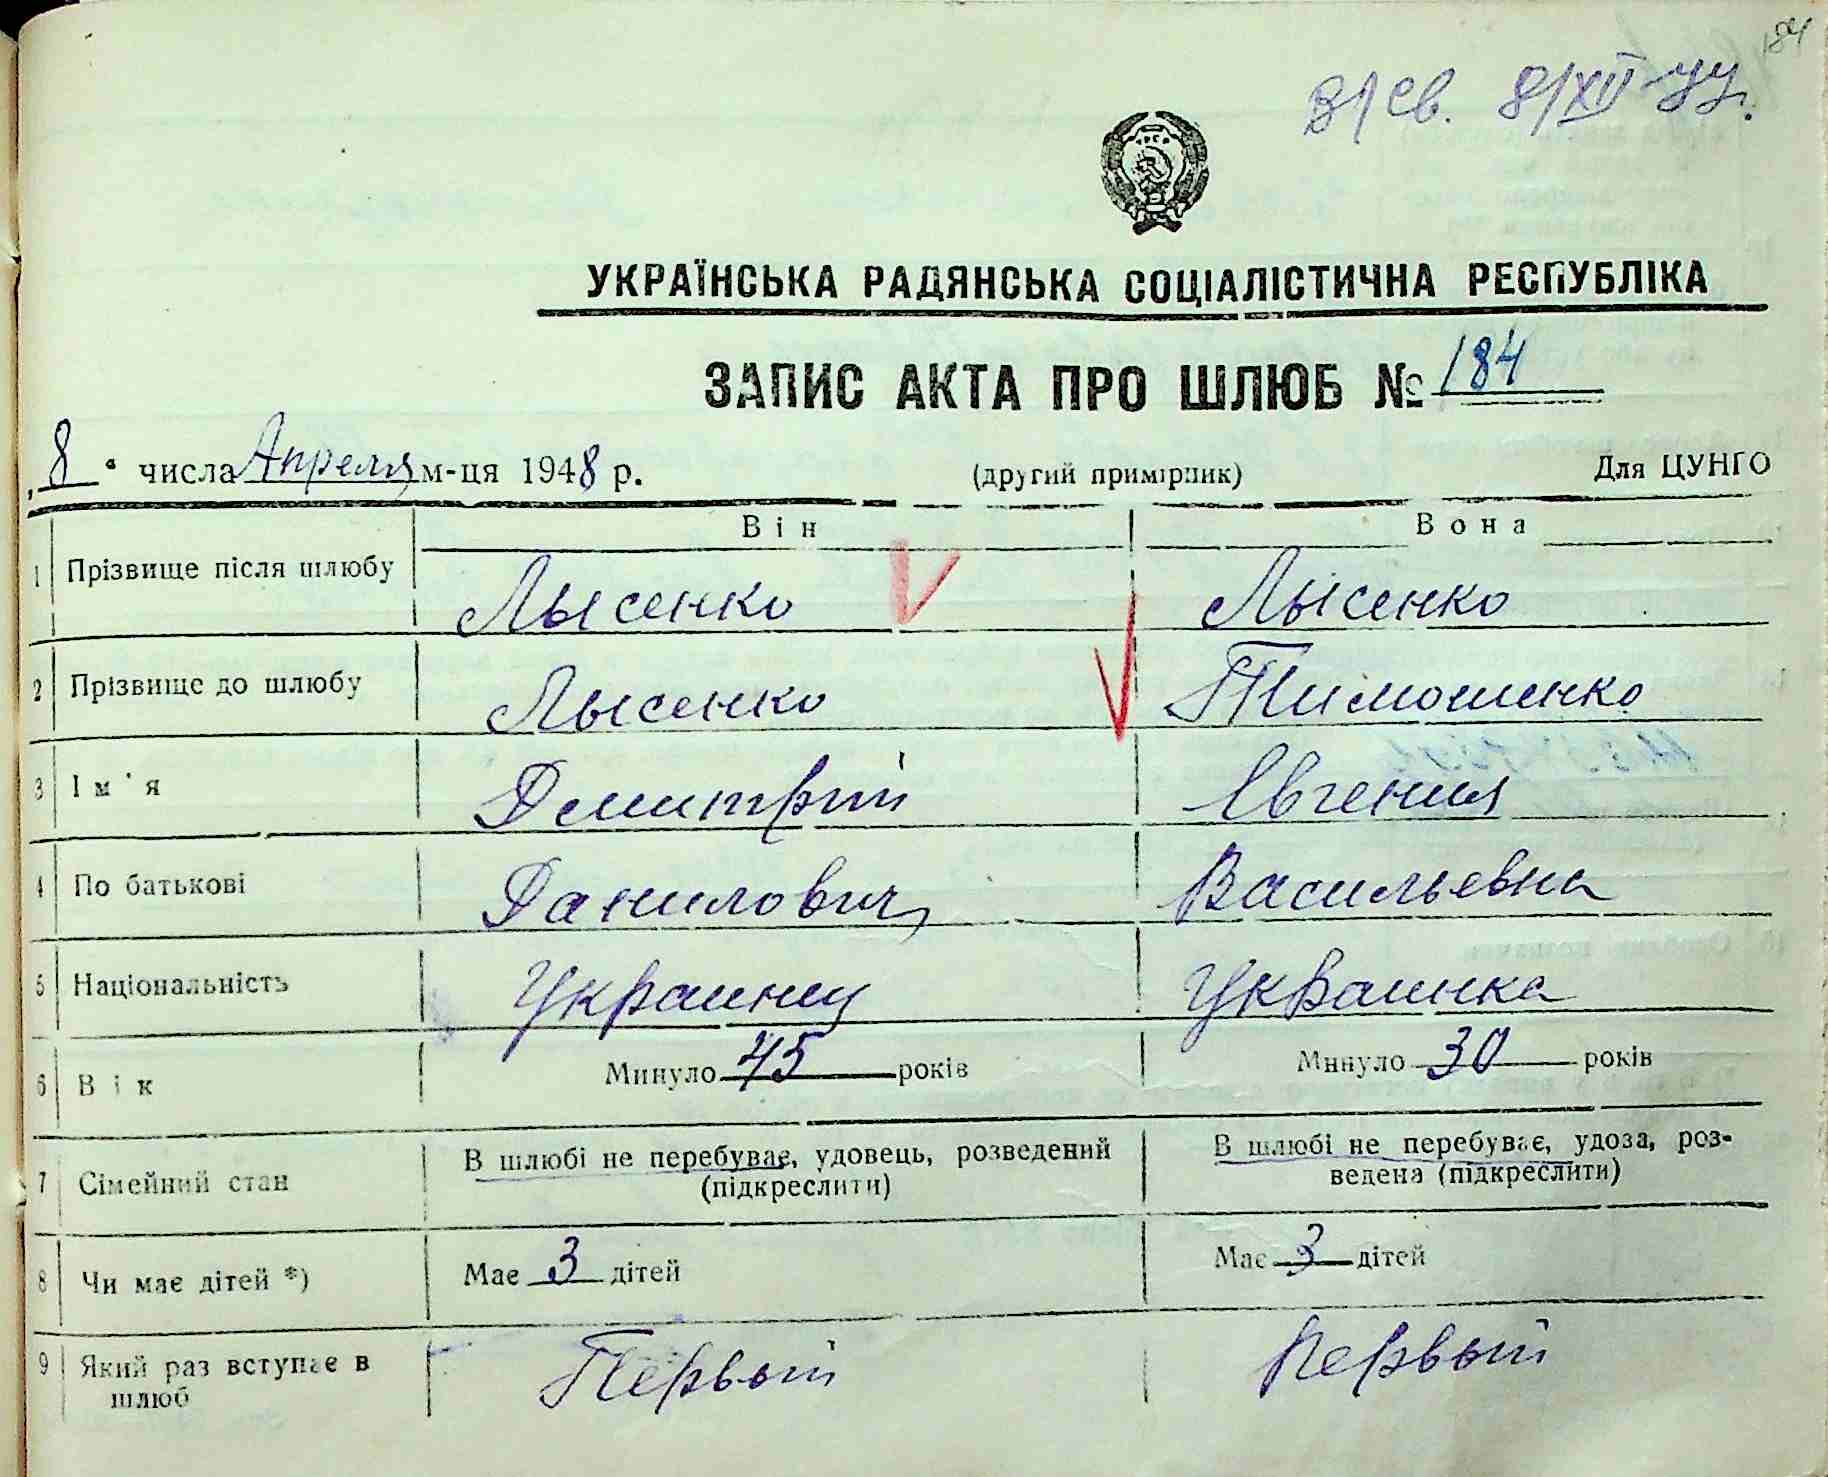 184
В/св. 8/XII-44.
УРСР
УКРАЇНСЬКА РАДЯНСЬКА СОЦІАЛІСТИЧНА РЕСПУБЛІКА
ЗАПИС АКТА ПРО ШЛЮБ № 184
„8" числа Апреля м-ця 1948 р. (другий примірник) Для ЦУНГО
Він Вона
1 Прізвище після шлюбу Лысенко Лысенко
2 Прізвище до шлюбу Лысенко Тимошенко
3 Ім'я Дмитрий Евгения
4 По батькові Данилович Васильевна
5 Національність Украинец Украинка
6 Вік Минуло 45 років Минуло 30 років
7 Сімейний стан В шлюбі не перебуває, удовець, розведений (підкреслити) В шлюбі не перебуває, удова, роз-
ведена (підкреслити)
8 Чи має дітей *) Має 3 дітей Має 3 дітей
9 Який раз вступає в Первый Первый
шлюб